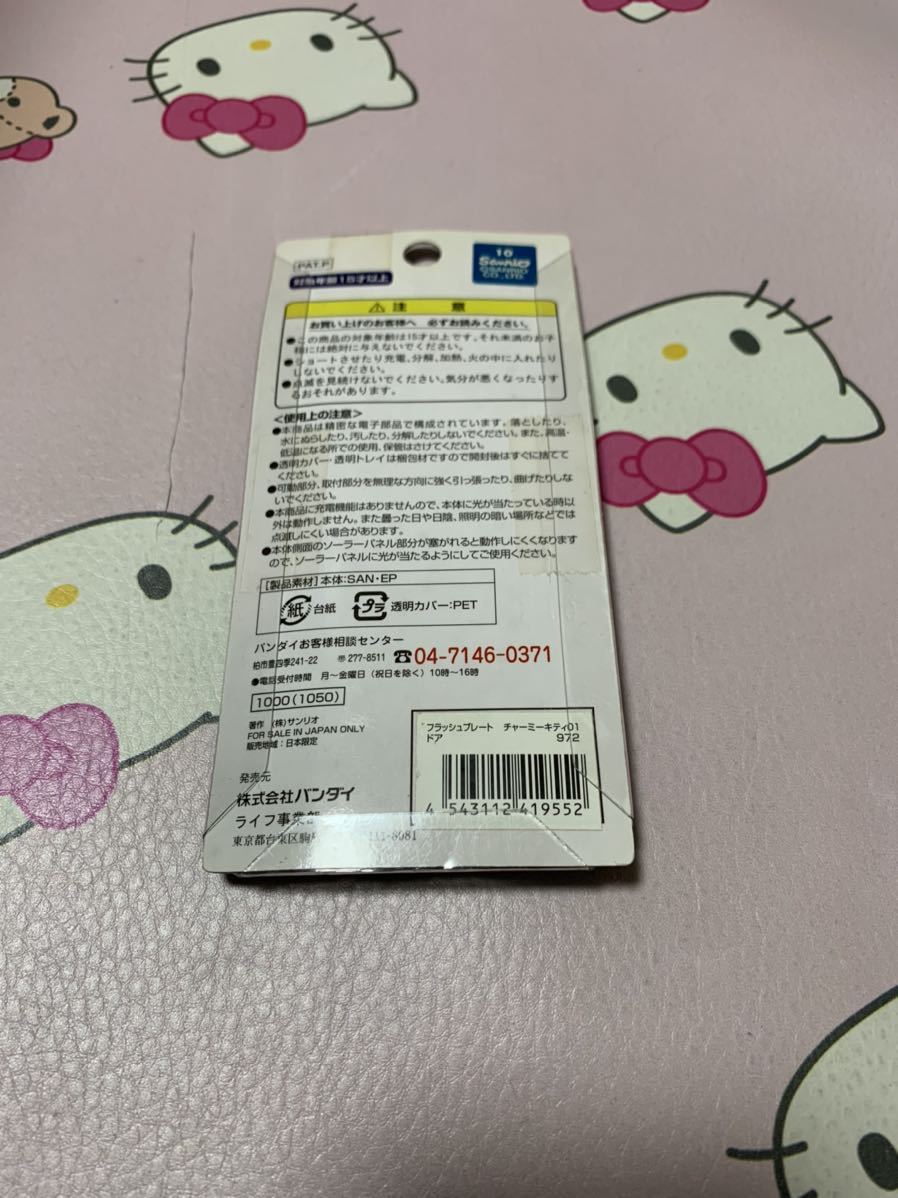 PAT.P
対象年齢15才以上
10
Sanrio
©SANRIO
CO.,LTD.
⚠注 意
お買い上げのお客様へ 必ずお読みください。
●この商品の対象年齢は15才以上です。それ未満のお子
様には絶対に与えないでください。
●ショートさせたり充電、分解、加熱、火の中に入れたり
しないでください。
●点滅を見続けないでください。気分が悪くなったりす
るおそれがあります。
<使用上の注意>
●本商品は精密な電子部品で構成されています。落としたり、
水にぬらしたり、汚したり、分解したりしないでください。また、高温・
低温になる所での使用、保管はさけてください。
●透明カバー・透明トレイは梱包材ですので開封後はすぐに捨てて
ください。
●可動部分、取付部分を無理な方向に強く引っ張ったり、曲げたりしな
いでください。
●本商品に充電機能はありませんので、本体に光が当たっている時以
外は動作しません。また曇った日や日陰、照明の暗い場所などでは
点滅しにくい場合があります。
●本体側面のソーラーパネル部分が塞がれると動作しにくくなります
ので、ソーラーパネルに光が当たるようにしてご使用ください。
[製品素材]本体:SAN・EP
紙 台紙 プラ 透明カバー:PET
バンダイお客様相談センター
柏市豊四季241-22 〒277-8511 ☎04-7146-0371
●電話受付時間 月〜金曜日(祝日を除く)10時〜16時
1000(1050)
著作 (株)サンリオ
FOR SALE IN JAPAN ONLY
販売地域:日本限定
フラッシュプレート チャーミーキティ01
ドア 972
4 543112 419552
発売元
株式会社バンダイ
ライフ事業部
東京都台東区駒 111-8081